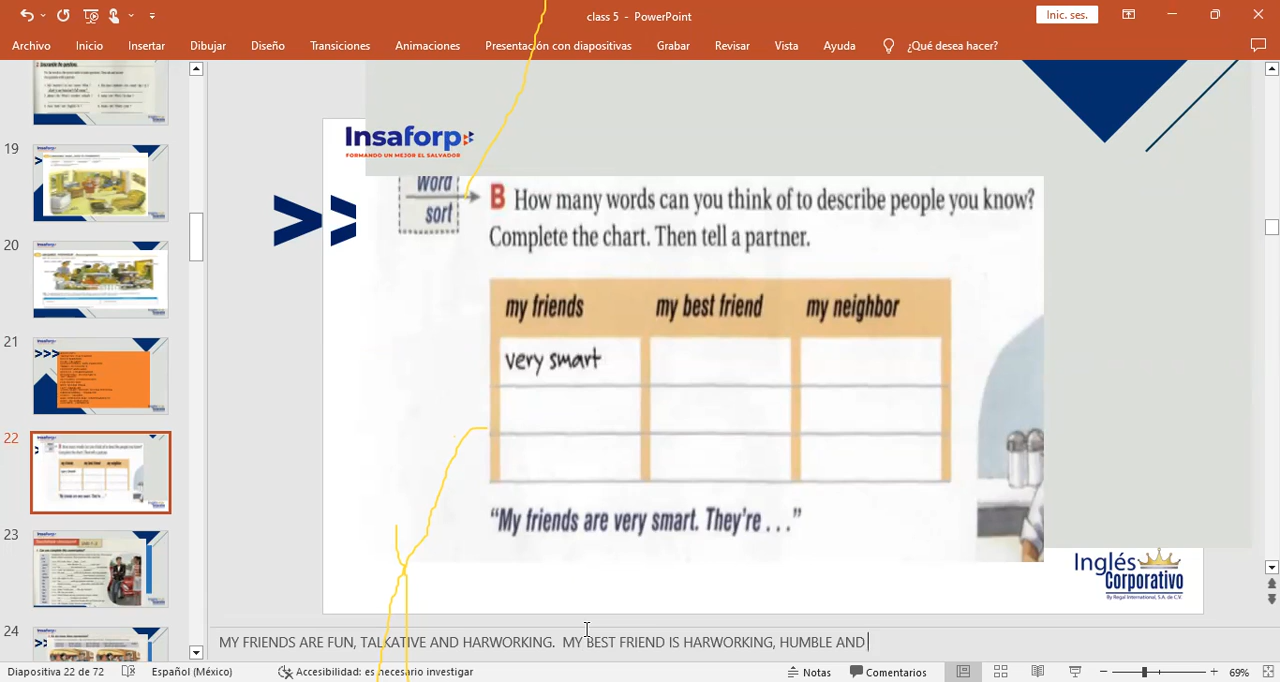 class 5 - PowerPoint
Inic. ses.
Archivo Inicio Insertar Dibujar Diseño Transiciones Animaciones Presentación con diapositivas Grabar Revisar Vista Ayuda ¿Qué desea hacer?
19
20
21
22
23
24
Insaforp
FORMANDO UN MEJOR EL SALVADOR
Word
sort
B How many words can you think of to describe people you know?
Complete the chart. Then tell a partner.
my friends my best friend my neighbor
very smart
“My friends are very smart. They're . . .”
Inglés
Corporativo
By Regal International, S.A. de C.V
MY FRIENDS ARE FUN, TALKATIVE AND HARWORKING. MY BEST FRIEND IS HARWORKING, HUMBLE AND
Diapositiva 22 de 72 Español (México) Accesibilidad: es necesario investigar Notas Comentarios 69%